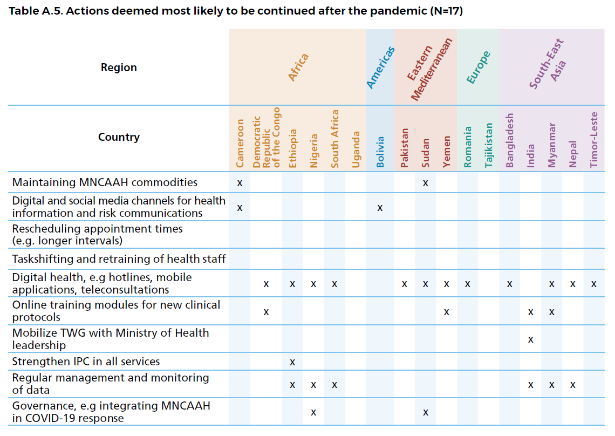 Table A.5. Actions deemed most likely to be continued after the pandemic (N=17)
Region
Africa
Americas
Eastern
Mediterranean
Europe
South-East
Asia
Country
Cameroon
Democratic
Republic
of the Congo
Ethiopia
Nigeria
South Africa
Uganda
Bolivia
Pakistan
Sudan
Yemen
Romania
Tajikistan
Bangladesh
India
Myanmar
Nepal
Timor-Leste
Maintaining MNCAAH commodities x x
Digital and social media channels for health
information and risk communications x x
Rescheduling appointment times
(e.g. longer intervals)
Taskshifting and retraining of health staff
Digital health, e.g hotlines, mobile
applications, teleconsultations x x x x x x x x x x x x
Online training modules for new clinical
protocols x x x x
Mobilize TWG with Ministry of Health
leadership x
Strengthen IPC in all services x
Regular management and monitoring
of data x x x x x x
Governance, e.g integrating MNCAAH
in COVID-19 response x x